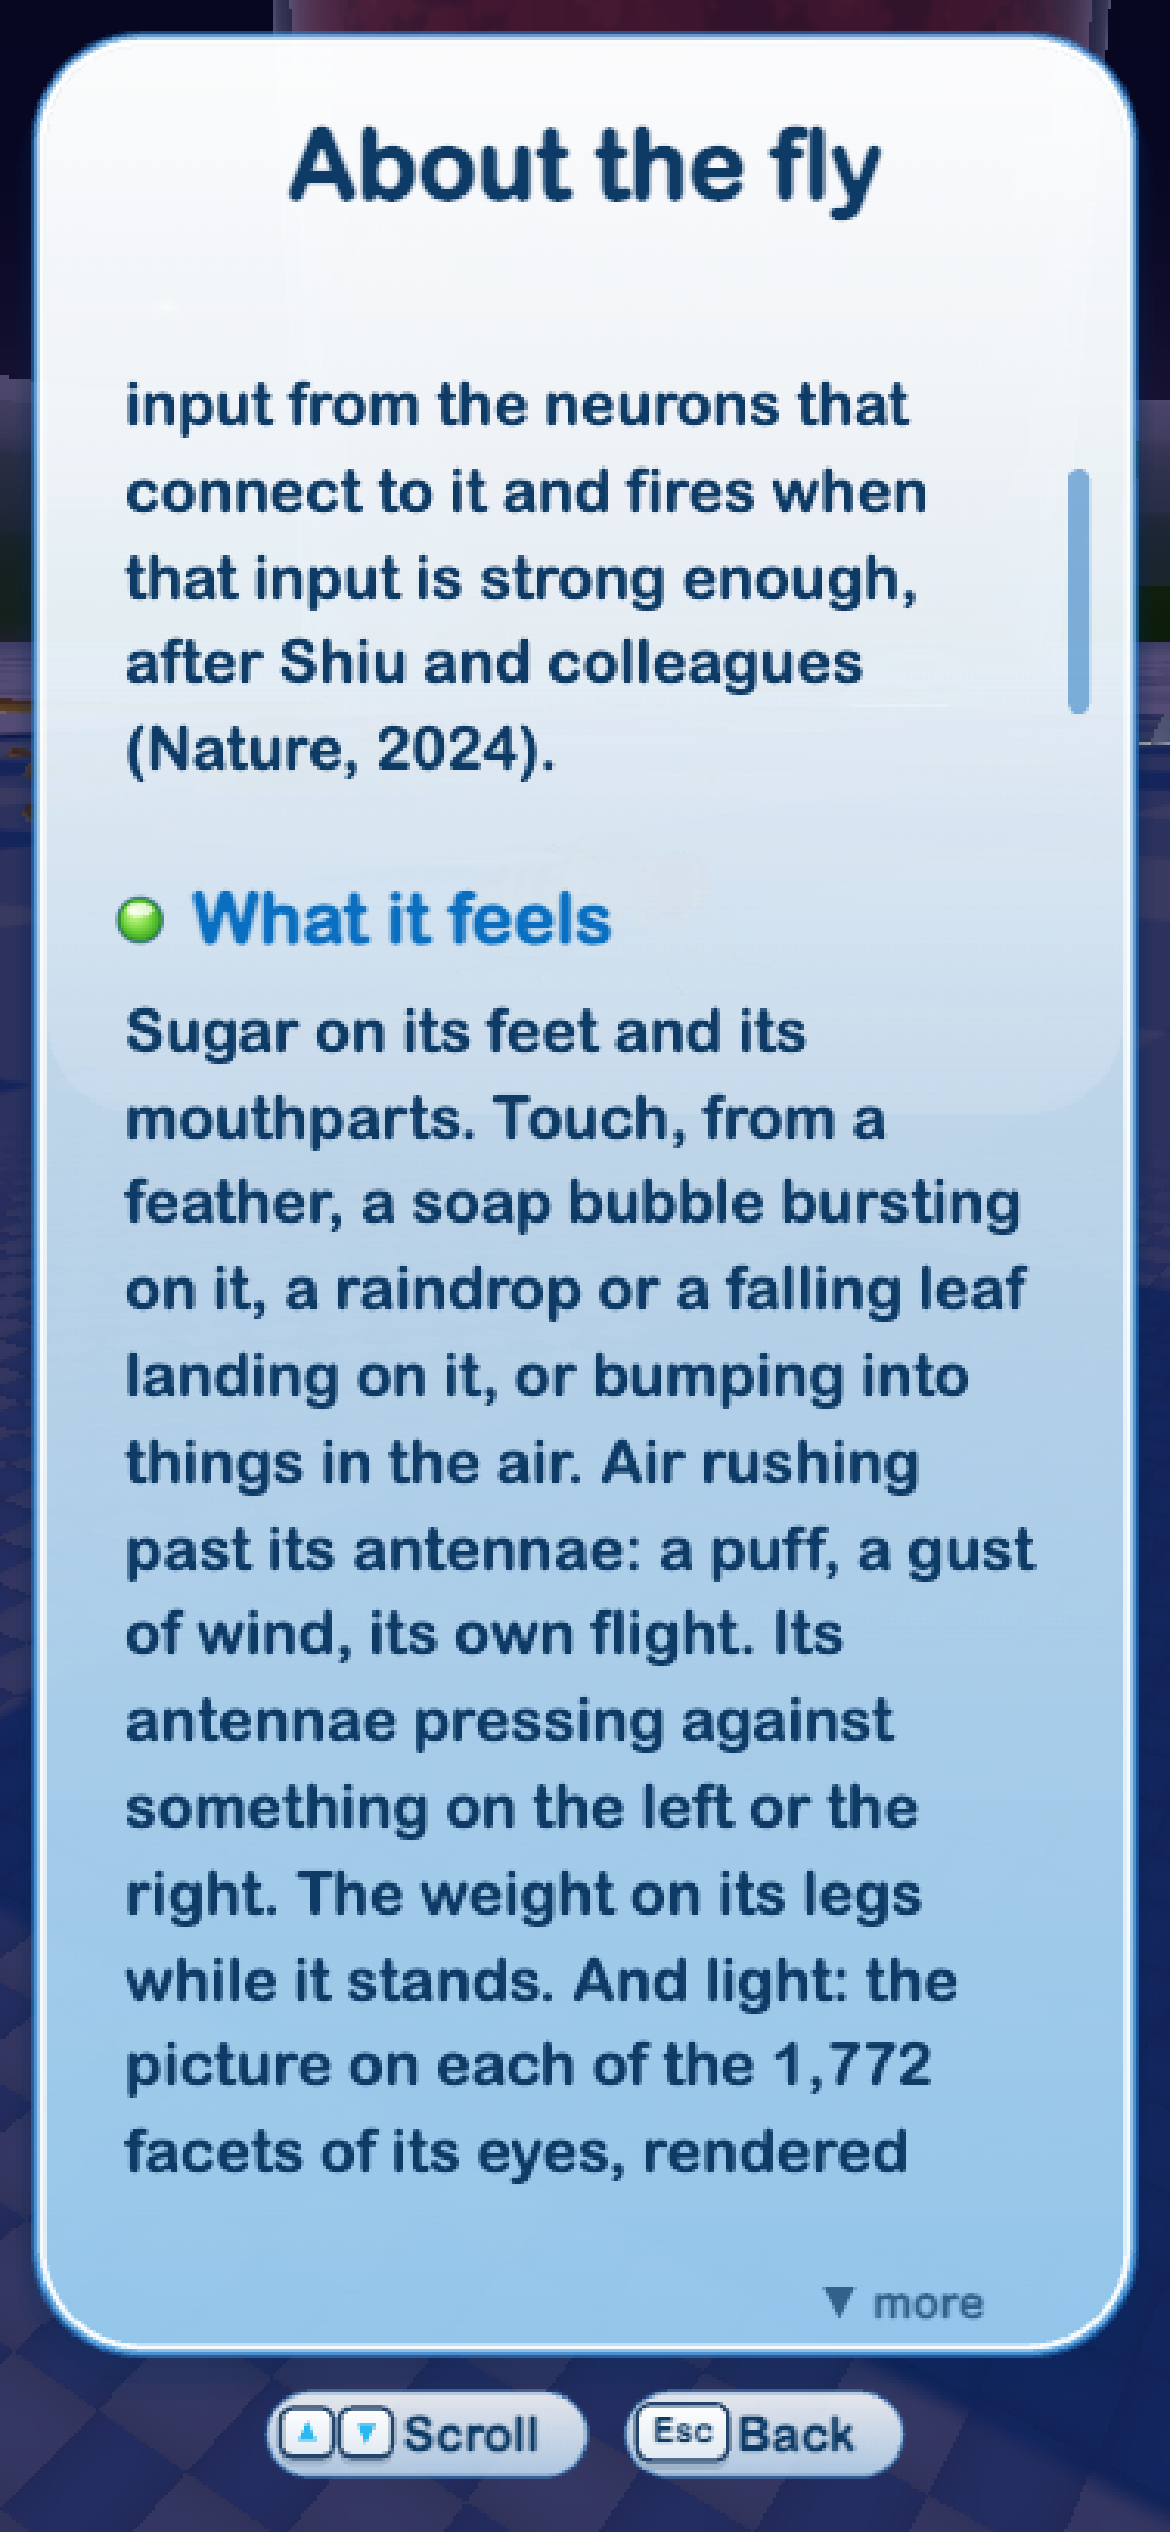 About the fly
input from the neurons that
connect to it and fires when
that input is strong enough,
after Shiu and colleagues
(Nature, 2024).
What it feels
Sugar on its feet and its
mouthparts. Touch, from a
feather, a soap bubble bursting
on it, a raindrop or a falling leaf
landing on it, or bumping into
things in the air. Air rushing
past its antennae: a puff, a gust
of wind, its own flight. Its
antennae pressing against
something on the left or the
right. The weight on its legs
while it stands. And light: the
picture on each of the 1,772
facets of its eyes, rendered
▼ more
▲ ▼ Scroll Esc Back